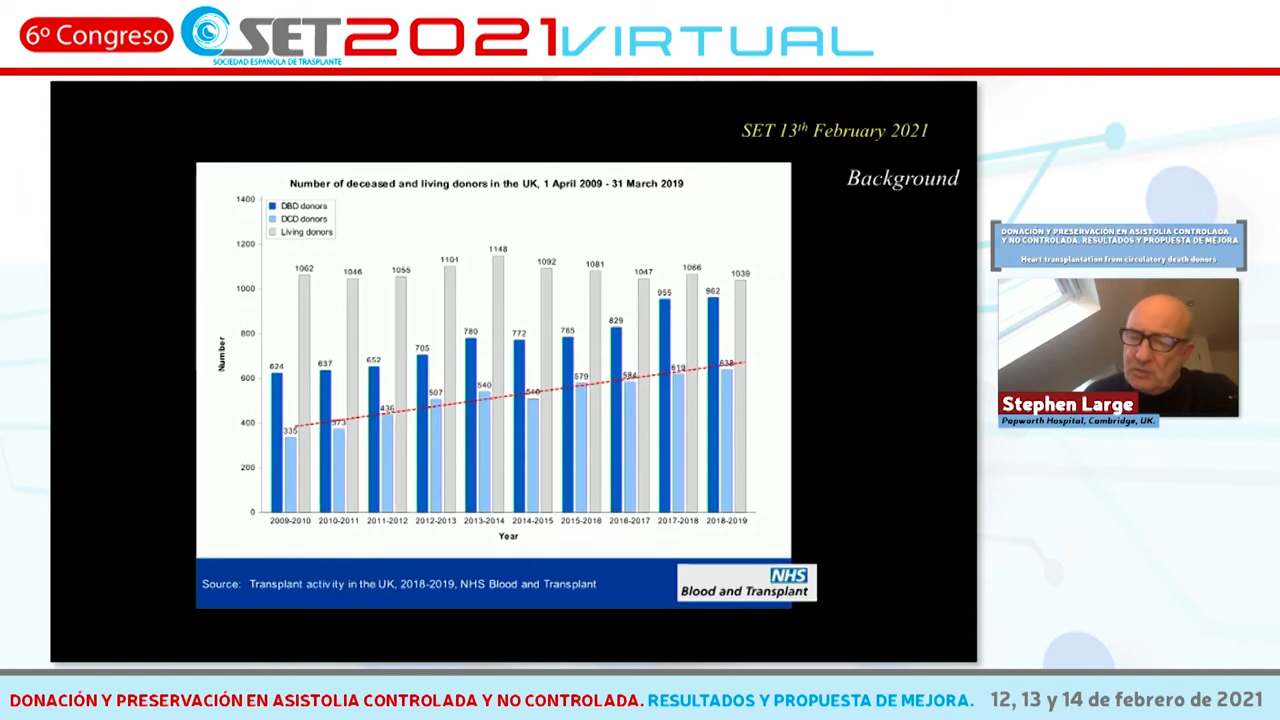 6º Congreso
SET 2021 VIRTUAL
SOCIEDAD ESPAÑOLA DE TRASPLANTE
SET 13th February 2021
Background
Number of deceased and living donors in the UK, 1 April 2009 - 31 March 2019
DBD donors
DCD donors
Living donors
Number
1400
1200
1000
800
600
400
200
0
624
335
1062
637
373
1046
652
436
1055
705
507
1101
780
540
1148
772
510
1092
785
579
1081
829
584
1047
955
619
1066
962
638
1039
2009-2010 2010-2011 2011-2012 2012-2013 2013-2014 2014-2015 2015-2016 2016-2017 2017-2018 2018-2019
Year
Source: Transplant activity in the UK, 2018-2019, NHS Blood and Transplant
NHS
Blood and Transplant
DONACIÓN Y PRESERVACIÓN EN ASISTOLIA CONTROLADA
Y NO CONTROLADA. RESULTADOS Y PROPUESTA DE MEJORA
Heart transplantation from circulatory death donors
Stephen Large
Papworth Hospital, Cambridge, UK.
DONACIÓN Y PRESERVACIÓN EN ASISTOLIA CONTROLADA Y NO CONTROLADA. RESULTADOS Y PROPUESTA DE MEJORA. 12, 13 y 14 de febrero de 2021